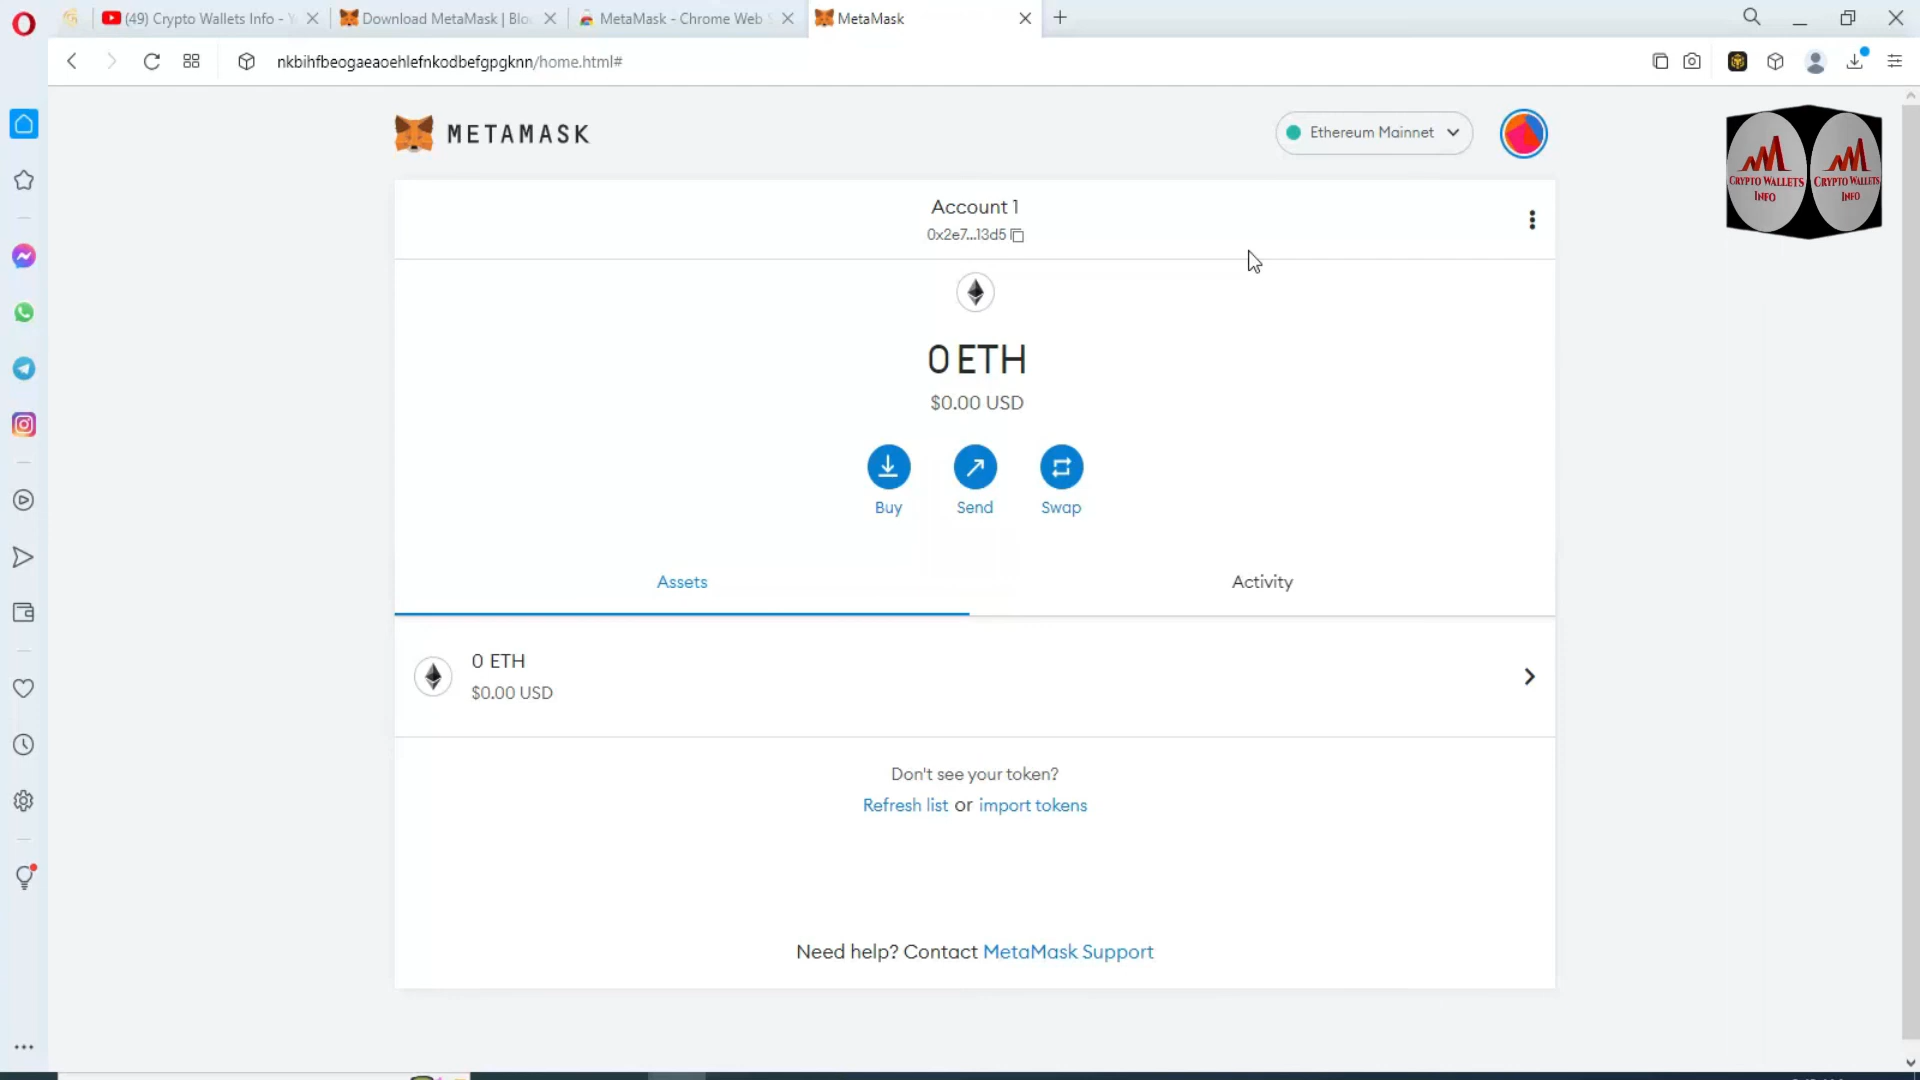 (49) Crypto Wallets Info - Y
Download MetaMask | Blo
MetaMask - Chrome Web S
MetaMask
nkbihfbeogaeaoehlefnkodbefgpgknn/home.html#
METAMASK
Ethereum Mainnet
CRYPTO WALLETS INFO
CRYPTO WALLETS INFO
Account 1
0x2e7...13d5
0 ETH
$0.00 USD
Buy
Send
Swap
Assets
Activity
0 ETH
$0.00 USD
Don't see your token?
Refresh list or import tokens
Need help? Contact MetaMask Support